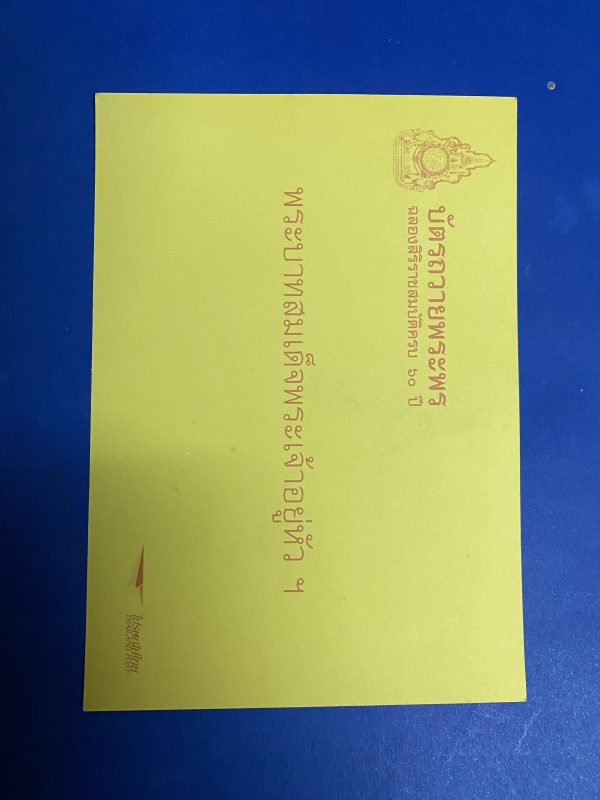 บัตรถวายพระพร
ฉลองสิริราชสมบัติครบ ๖๐ ปี
พระบาทสมเด็จพระเจ้าอยู่หัว ฯ
ไปรษณีย์ไทย
THAILAND POST